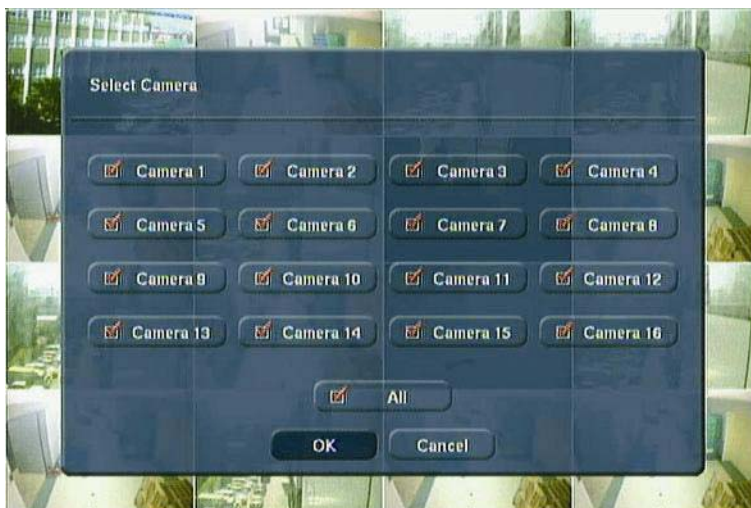 Select Camera
Camera 1 Camera 2 Camera 3 Camera 4
Camera 5 Camera 6 Camera 7 Camera 8
Camera 9 Camera 10 Camera 11 Camera 12
Camera 13 Camera 14 Camera 15 Camera 16
All
OK Cancel